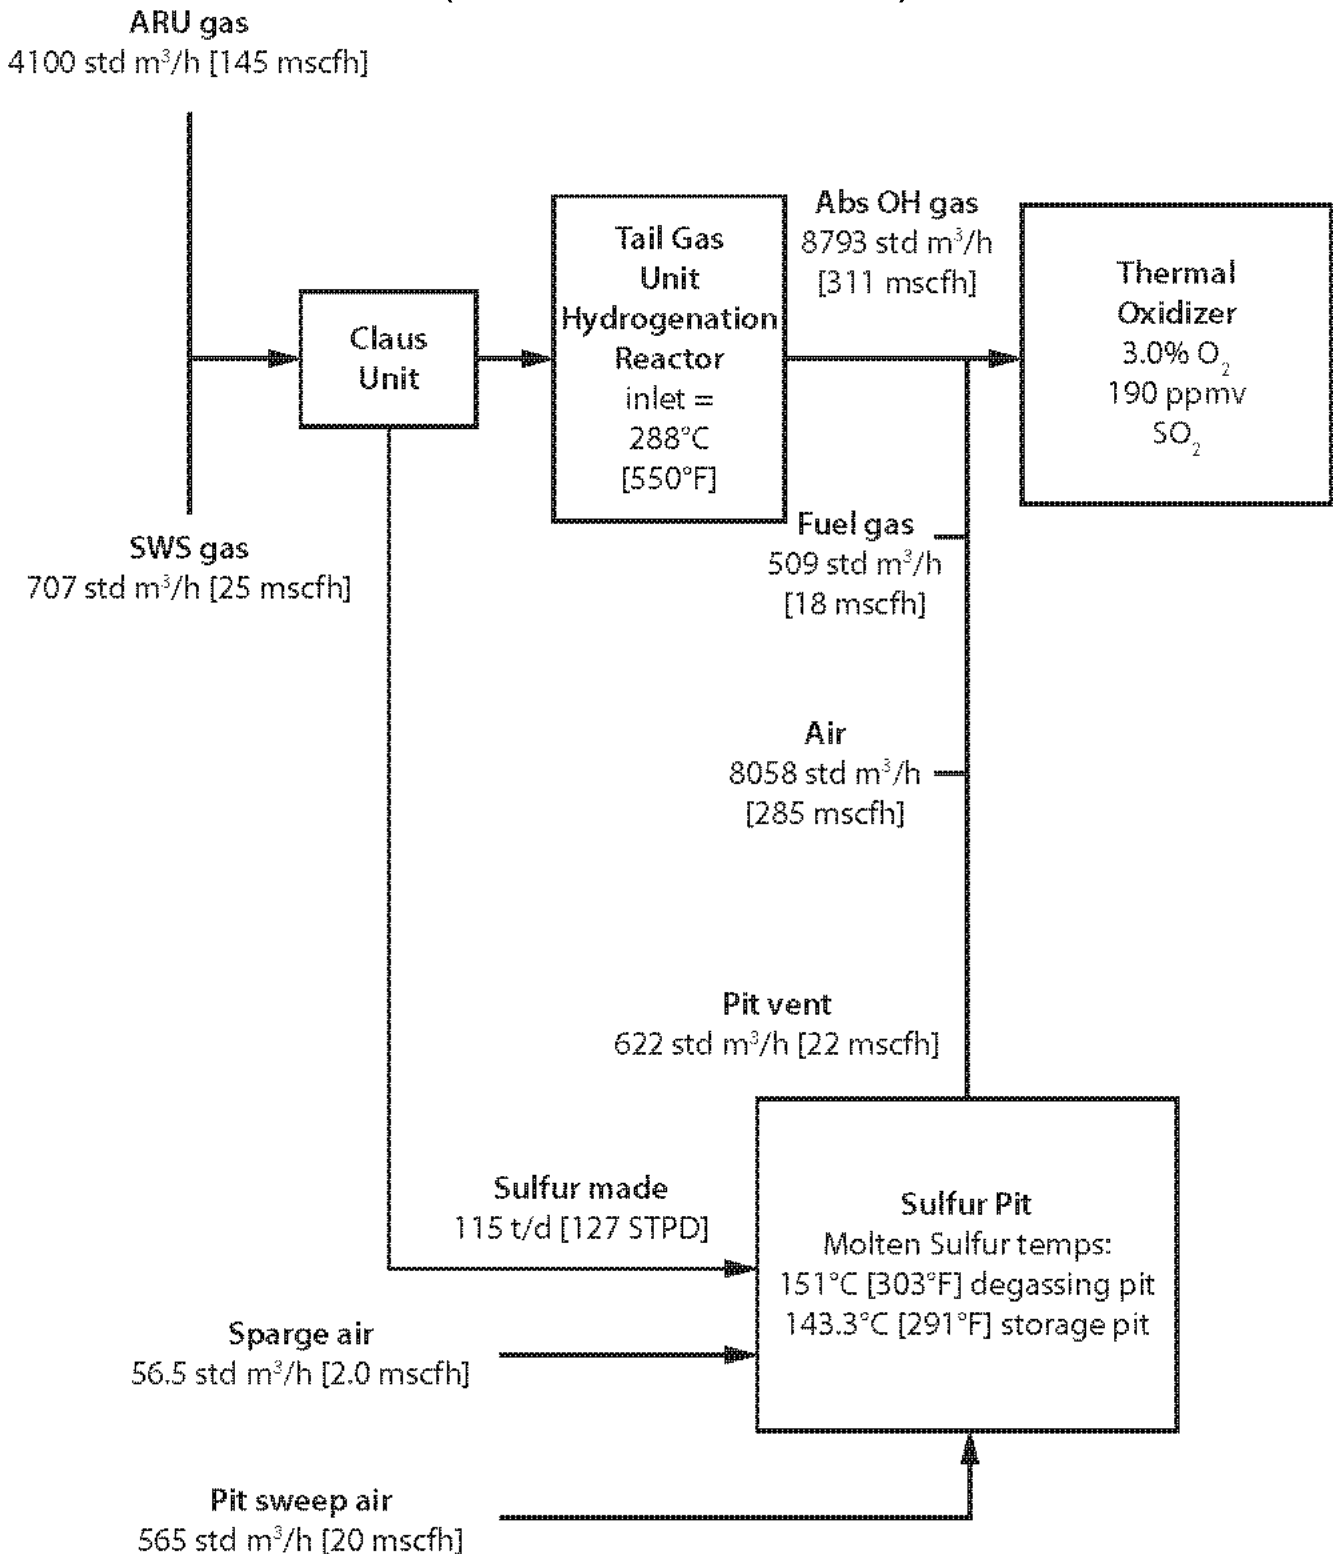 ARU gas
4100 std m³/h [145 mscfh]
Abs OH gas
8793 std m³/h
[311 mscfh]
Tail Gas
Unit
Hydrogenation
Reactor
inlet =
288°C
[550°F]
Thermal
Oxidizer
3.0% O₂
190 ppmv
SO₂
Claus
Unit
SWS gas
707 std m³/h [25 mscfh]
Fuel gas
509 std m³/h
[18 mscfh]
Air
8058 std m³/h
[285 mscfh]
Pit vent
622 std m³/h [22 mscfh]
Sulfur made
115 t/d [127 STPD]
Sulfur Pit
Molten Sulfur temps:
151°C [303°F] degassing pit
143.3°C [291°F] storage pit
Sparge air
56.5 std m³/h [2.0 mscfh]
Pit sweep air
565 std m³/h [20 mscfh]